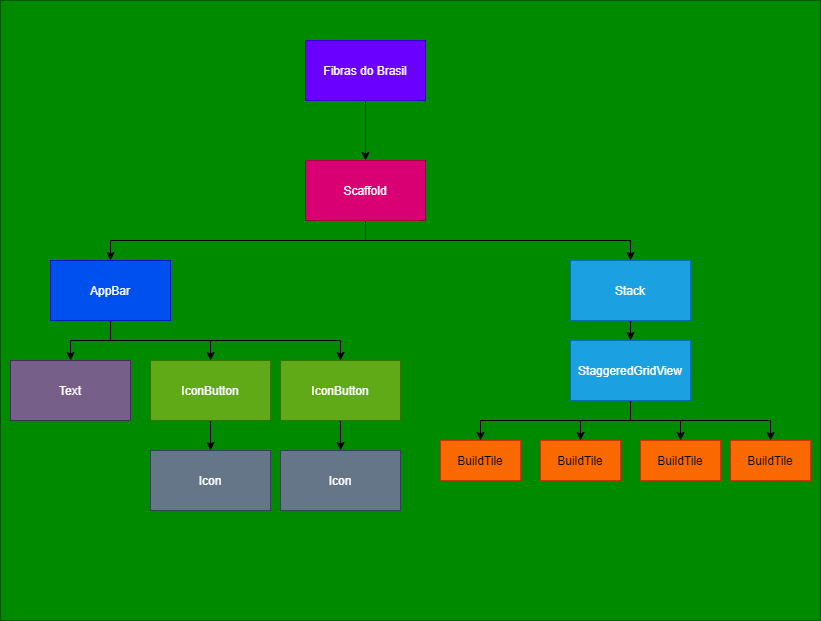 Fibras do Brasil
Scaffold
AppBar
Stack
Text
IconButton
IconButton
StaggeredGridView
Icon
Icon
BuildTile
BuildTile
BuildTile
BuildTile